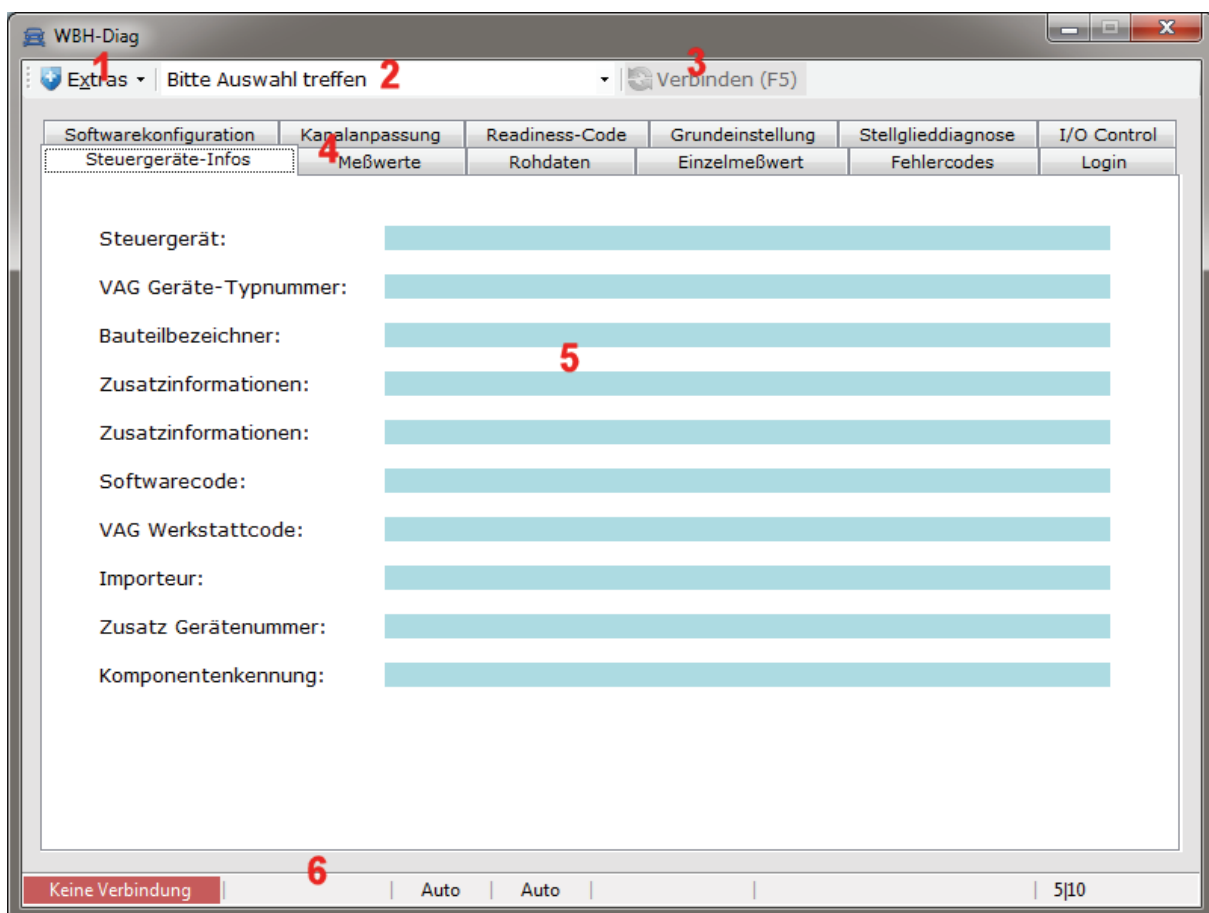 WBH-Diag
1 2 3
Extras Bitte Auswahl treffen Verbinden (F5)
Softwarekonfiguration Kanalanpassung Readiness-Code Grundeinstellung Stellglieddiagnose I/O Control
4
Steuergeräte-Infos Meßwerte Rohdaten Einzelmeßwert Fehlercodes Login
Steuergerät:
VAG Geräte-Typnummer:
Bauteilbezeichner:
5
Zusatzinformationen:
Zusatzinformationen:
Softwarecode:
VAG Werkstattcode:
Importeur:
Zusatz Gerätenummer:
Komponentenkennung:
6
Keine Verbindung | | Auto | Auto | | | 5|10